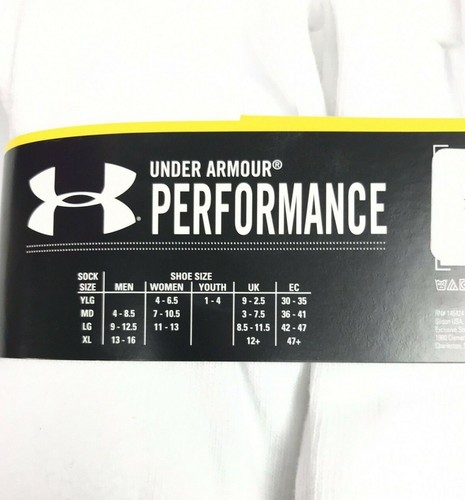 UNDER ARMOUR®
PERFORMANCE
SOCK SHOE SIZE
SIZE MEN WOMEN YOUTH UK EC
YLG 4 - 6.5 1 - 4 9 - 2.5 30 - 35
MD 4 - 8.5 7 - 10.5 3 - 7.5 36 - 41
LG 9 - 12.5 11 - 13 8.5 - 11.5 42 - 47
XL 13 - 16 12+ 47+